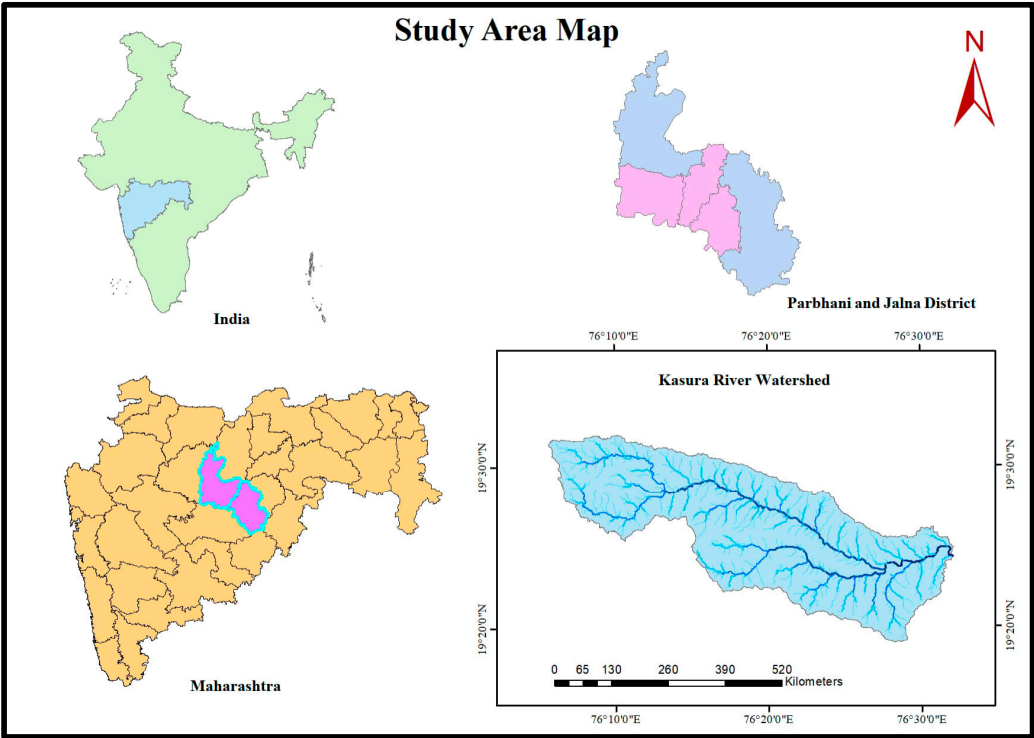 Study Area Map
N
India
Parbhani and Jalna District
Maharashtra
76°10'0"E 76°20'0"E 76°30'0"E
Kasura River Watershed
19°30'0"N 19°30'0"N
19°20'0"N 19°20'0"N
0 65 130 260 390 520
Kilometers
76°10'0"E 76°20'0"E 76°30'0"E